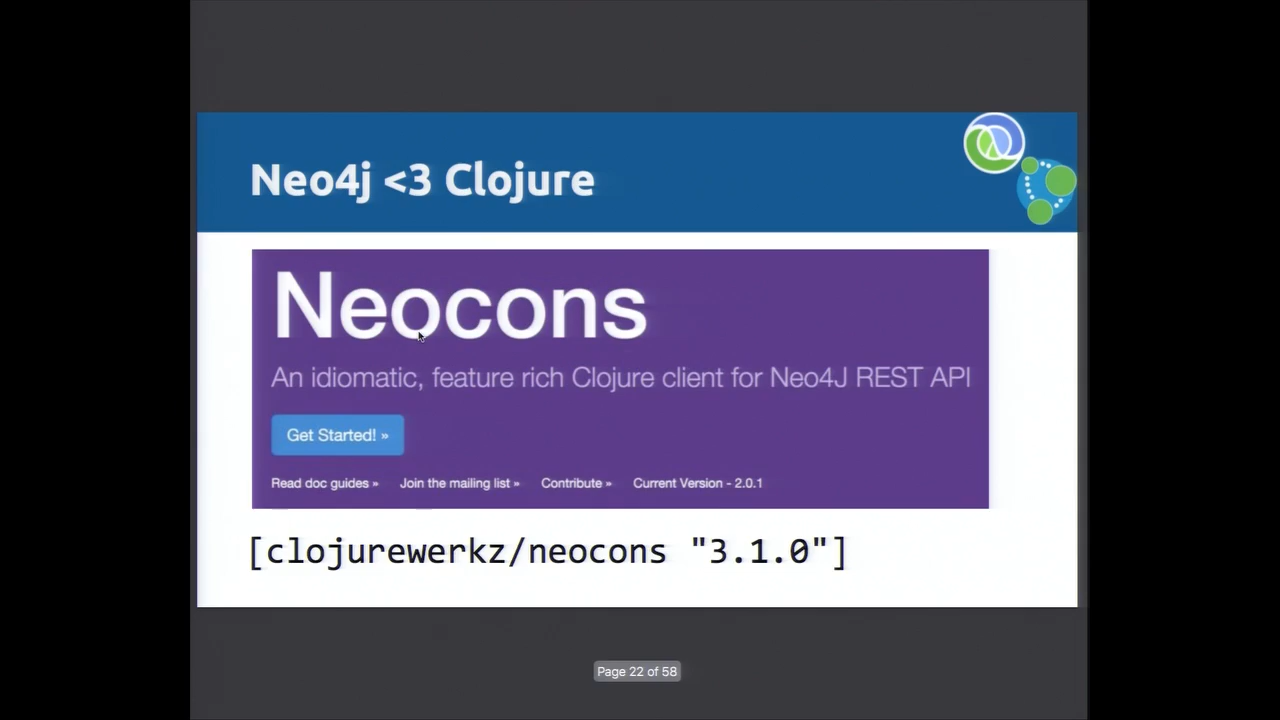 Neo4j <3 Clojure
Neocons
An idiomatic, feature rich Clojure client for Neo4J REST API
Get Started! »
Read doc guides » Join the mailing list » Contribute » Current Version - 2.0.1
[clojurewerkz/neocons "3.1.0"]
Page 22 of 58